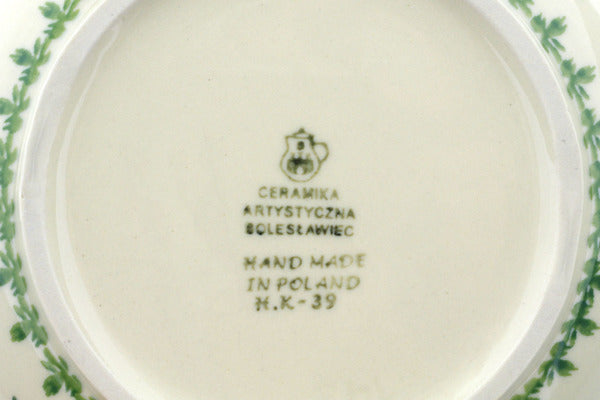 CERAMIKA
ARTYSTYCZNA
BOLESŁAWIEC
HAND MADE
IN POLAND
H.K-39